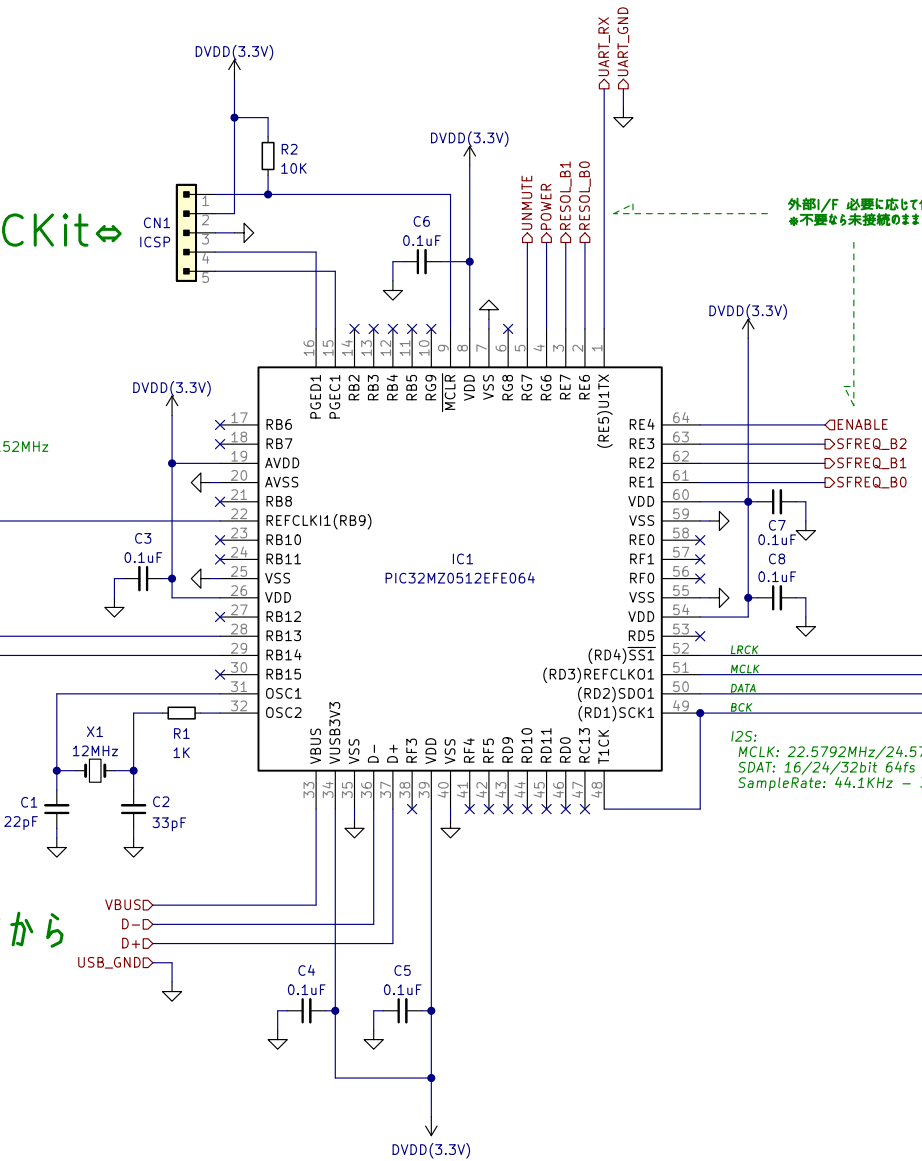 UART_RX
UART_GND
DVDD(3.3V)
R2
10K
DVDD(3.3V)
UNMUTE
POWER
RESOL_B1
RESOL_B0
外部I/F 必要に応じて
※不要なら未接続のまま
CKit⇔
CN1
ICSP
1
2
3
4
5
C6
0.1uF
DVDD(3.3V)
16
15
14
13
12
11
10
9
8
7
6
5
4
3
2
1
PGED1
PGEC1
RB2
RB3
RB4
RB5
RG9
MCLR
VDD
VSS
RG8
RG7
RG6
RE7
RE6
(RE5)U1TX
DVDD(3.3V)
.52MHz
17 RB6
18 RB7
19 AVDD
20 AVSS
21 RB8
22 REFCLKI1(RB9)
23 RB10
24 RB11
25 VSS
26 VDD
27 RB12
28 RB13
29 RB14
30 RB15
31 OSC1
32 OSC2
C3
0.1uF
IC1
PIC32MZ0512EFE064
RE4 64 ENABLE
RE3 63 SFREQ_B2
RE2 62 SFREQ_B1
RE1 61 SFREQ_B0
VDD 60
VSS 59
RE0 58
RF1 57
RF0 56
VSS 55
VDD 54
RD5 53
(RD4)SS1 52 LRCK
(RD3)REFCLKO1 51 MCLK
(RD2)SDO1 50 DATA
(RD1)SCK1 49 BCK
C7
0.1uF
C8
0.1uF
I2S:
MCLK: 22.5792MHz/24.57
SDAT: 16/24/32bit 64fs
SampleRate: 44.1KHz –
X1
12MHz
R1
1K
C1
22pF
C2
33pF
VBUS
VUSB3V3
VSS
D-
D+
RF3
VDD
VSS
RF4
RF5
RD9
RD10
RD11
RD0
RC13
T1CK
33
34
35
36
37
38
39
40
41
42
43
44
45
46
47
48
VBUS
D-
D+
USB_GND
から
C4
0.1uF
C5
0.1uF
DVDD(3.3V)